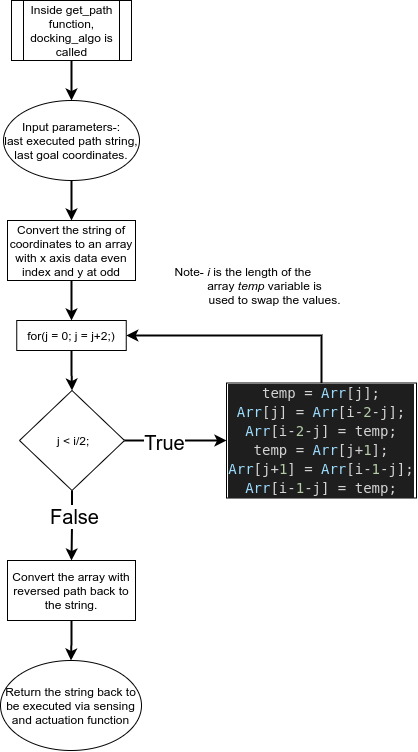 Inside get_path
function,
docking_algo is
called
Input parameters-:
last executed path string,
last goal coordinates.
Convert the string of
coordinates to an array
with x axis data even
index and y at odd
Note- i is the length of the
array temp variable is
used to swap the values.
for(j = 0; j = j+2;)
j < i/2;
True
temp = Arr[j];
Arr[j] = Arr[i-2-j];
Arr[i-2-j] = temp;
temp = Arr[j+1];
Arr[j+1] = Arr[i-1-j];
Arr[i-1-j] = temp;
False
Convert the array with
reversed path back to
the string.
Return the string back to
be executed via sensing
and actuation function